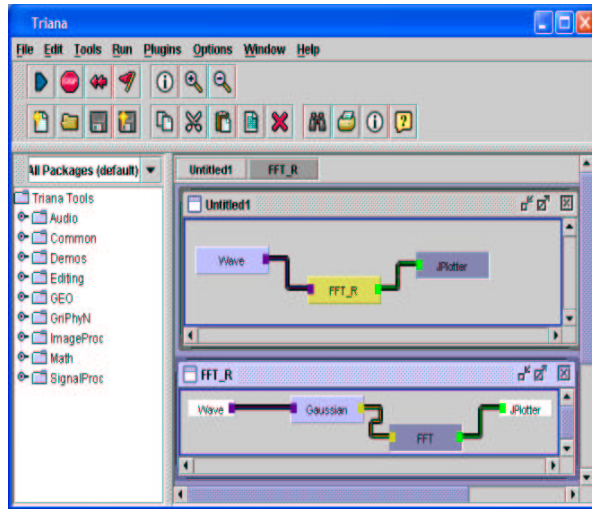 Triana
File Edit Tools Run Plugins Options Window Help
STOP
All Packages (default)
Untitled1 FFT_R
Triana Tools
Audio
Common
Demos
Editing
GEO
GriPhyN
ImageProc
Math
SignalProc
Untitled1
Wave
FFT_R
JPlotter
FFT_R
Wave
Gaussian
FFT
JPlotter